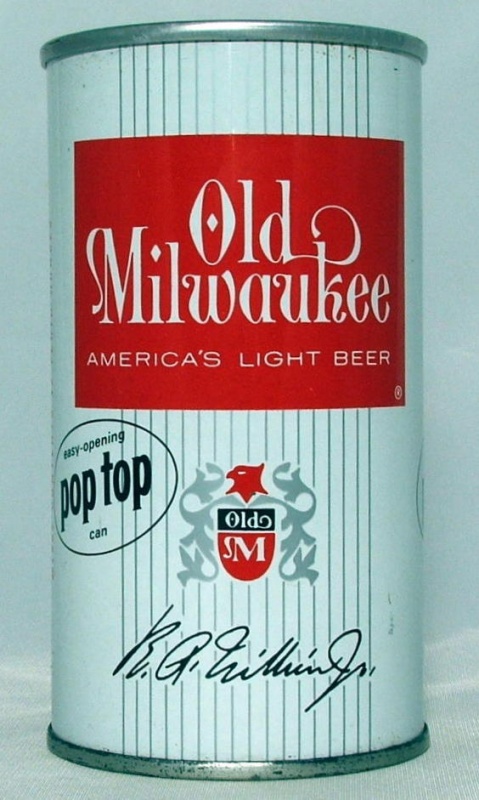 Old
Milwaukee
AMERICA'S LIGHT BEER
®
easy-opening
pop top
can
Old
M